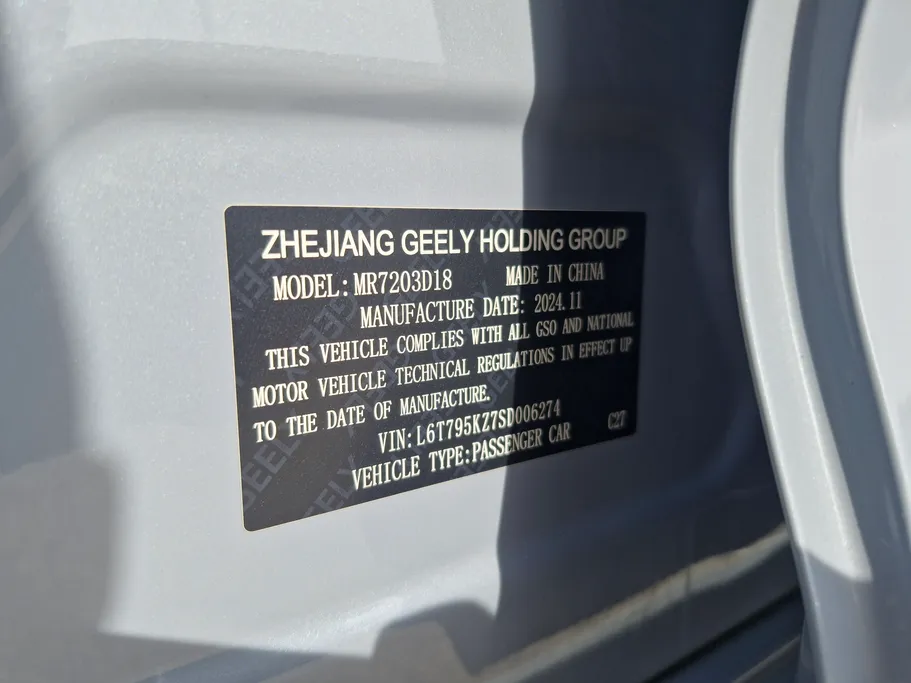 ZHEJIANG GEELY HOLDING GROUP
MODEL: MR7203D18 MADE IN CHINA
MANUFACTURE DATE: 2024.11
THIS VEHICLE COMPLIES WITH ALL GSO AND NATIONAL
MOTOR VEHICLE TECHNICAL REGULATIONS IN EFFECT UP
TO THE DATE OF MANUFACTURE.
VIN: L6T795KZ7SD006274
VEHICLE TYPE: PASSENGER CAR C2T